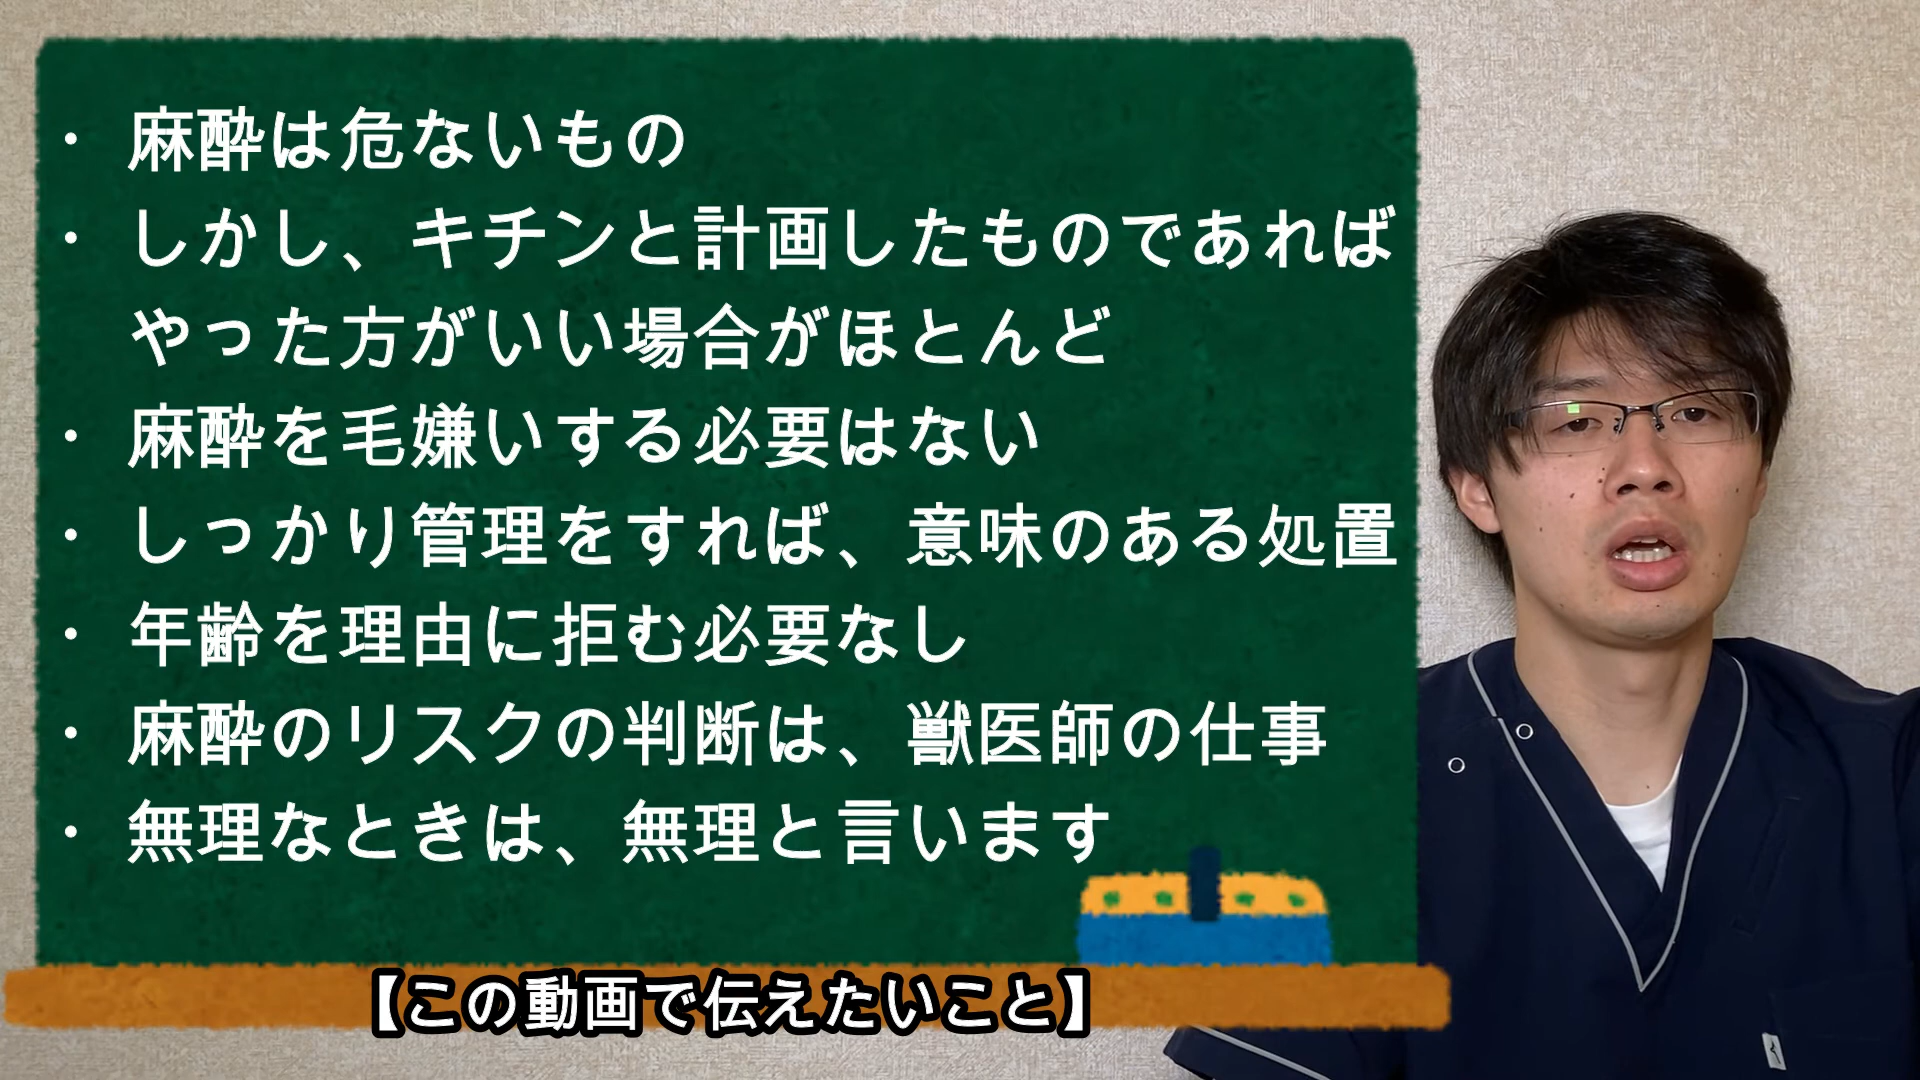 ・麻酔は危ないもの
・しかし、キチンと計画したものであれば
やった方がいい場合がほとんど
・麻酔を毛嫌いする必要はない
・しっかり管理をすれば、意味のある処置
・年齢を理由に拒む必要なし
・麻酔のリスクの判断は、獣医師の仕事
・無理なときは、無理と言います
【この動画で伝えたいこと】